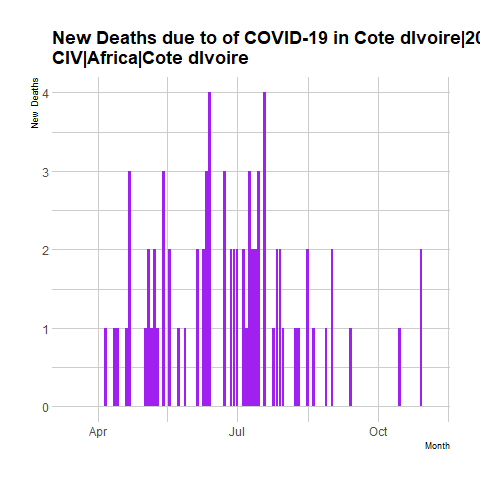 New Deaths due to of COVID-19 in Cote dIvoire|20
CIV|Africa|Cote dIvoire
New Deaths
4
3
2
1
0
Apr
Jul
Oct
Month